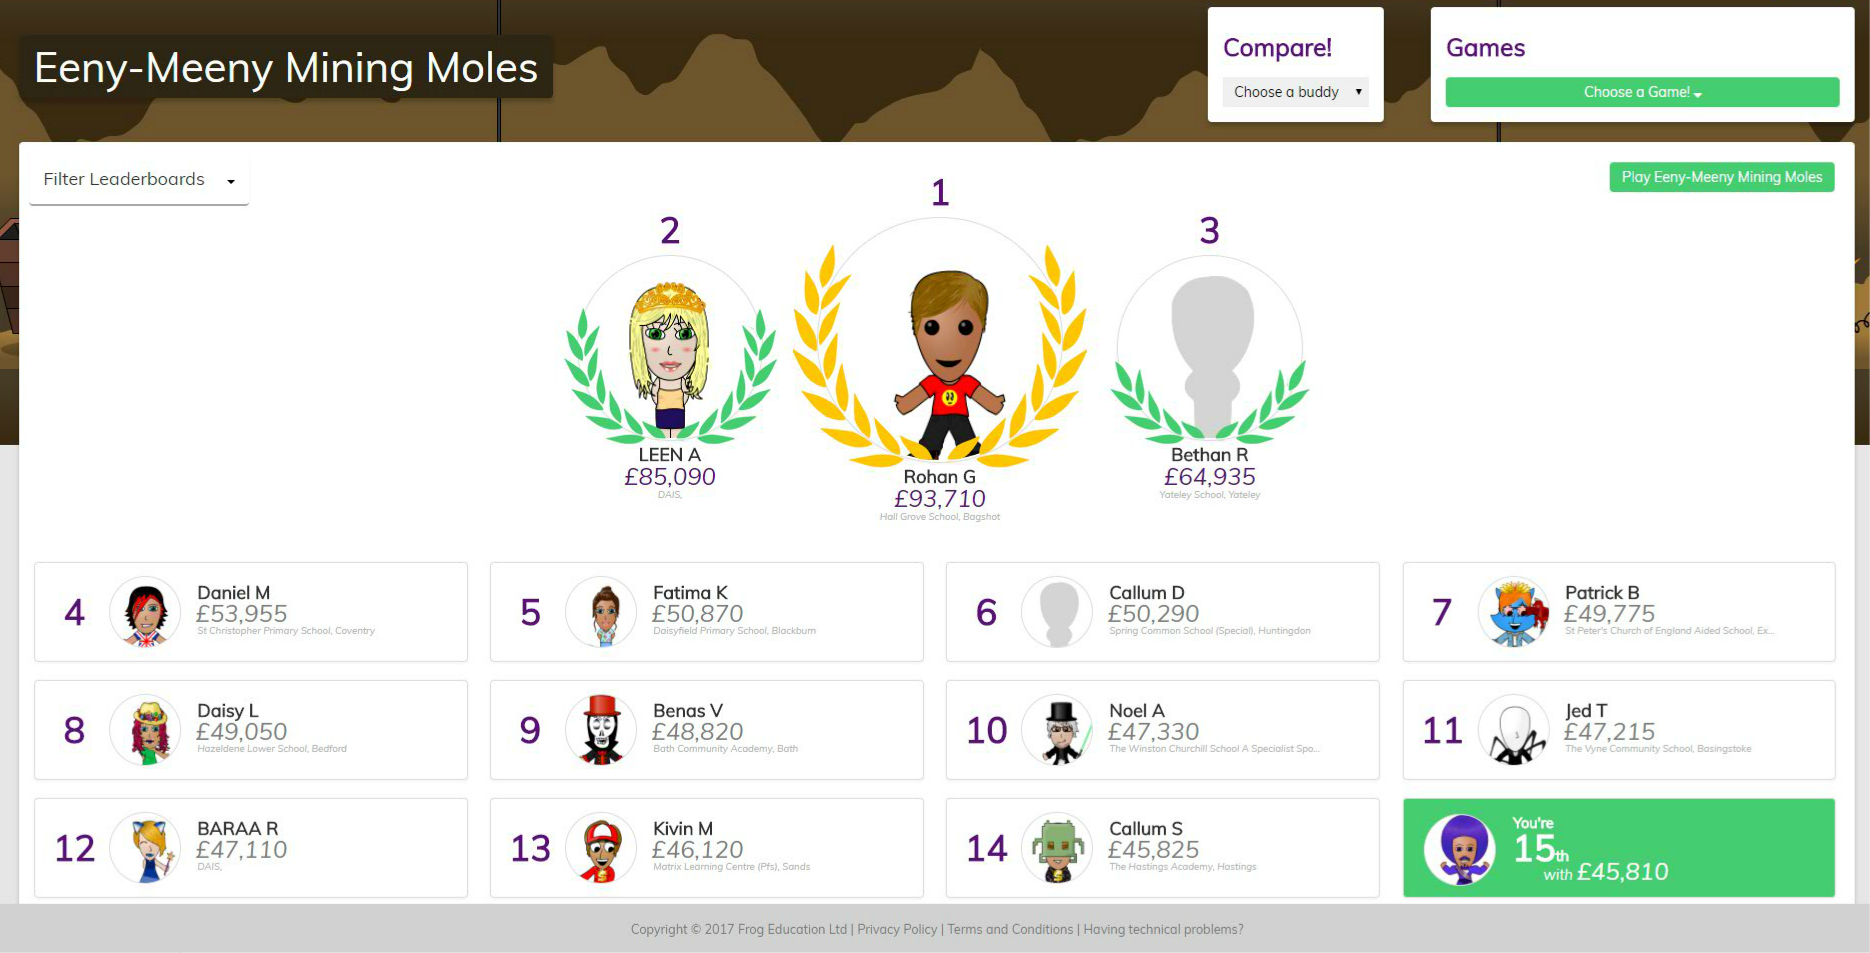 Eeny-Meeny Mining Moles
Compare!
Choose a buddy
Games
Choose a Game!
Filter Leaderboards
Play Eeny-Meeny Mining Moles
1
Rohan G
£93,710
Hall Grove School, Bagshot
2
LEEN A
£85,090
DAIS,
3
Bethan R
£64,935
Yateley School, Yateley
4
Daniel M
£53,955
St Christopher Primary School, Coventry
5
Fatima K
£50,870
Daisyfield Primary School, Blackburn
6
Callum D
£50,290
Spring Common School (Special), Huntingdon
7
Patrick B
£49,775
St Peter's Church of England Aided School, Ex...
8
Daisy L
£49,050
Hazeldene Lower School, Bedford
9
Benas V
£48,820
Bath Community Academy, Bath
10
Noel A
£47,330
The Winston Churchill School A Specialist Spo...
11
Jed T
£47,215
The Vyne Community School, Basingstoke
12
BARAA R
£47,110
DAIS,
13
Kivin M
£46,120
Matrix Learning Centre (Pfs), Sands
14
Callum S
£45,825
The Hastings Academy, Hastings
You're
15th
with £45,810
Copyright © 2017 Frog Education Ltd | Privacy Policy | Terms and Conditions | Having technical problems?